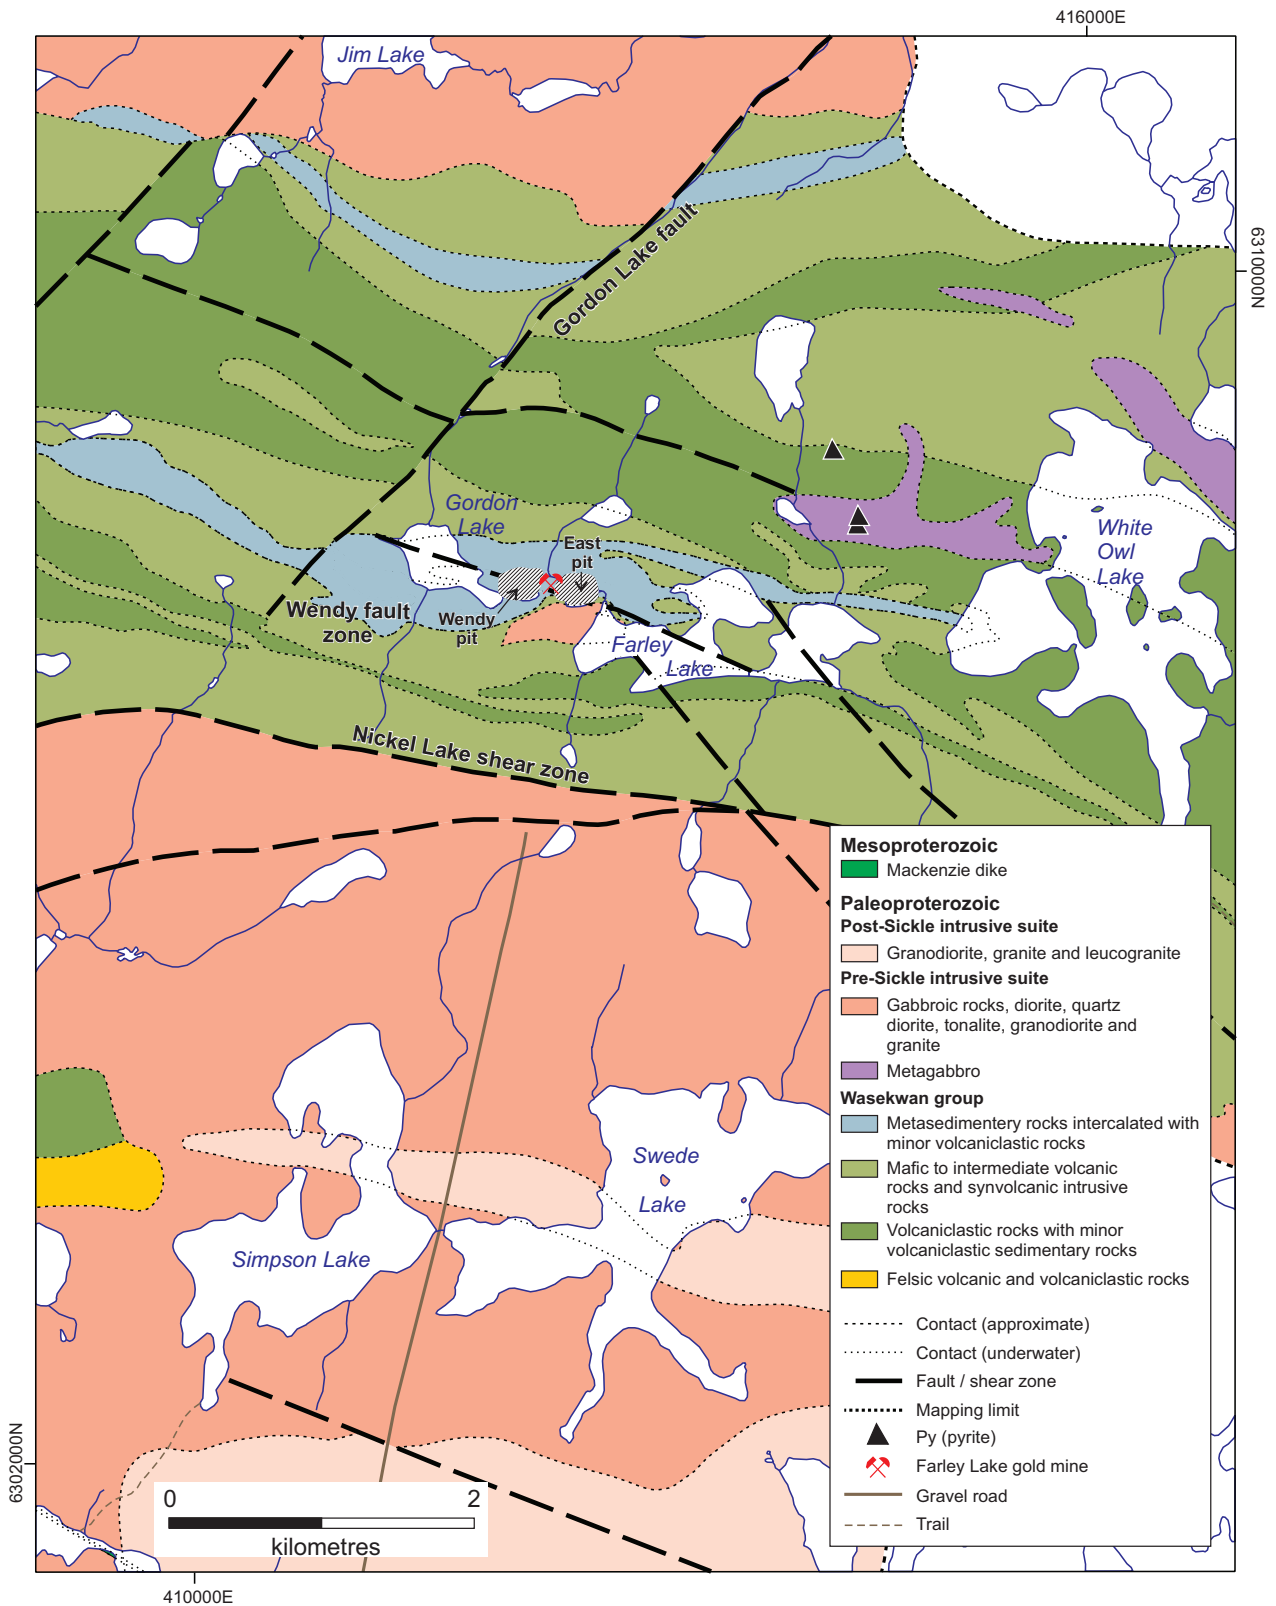 416000E
Jim Lake
6310000N
Gordon Lake fault
Gordon
Lake
East
pit
White
Owl
Lake
Wendy fault
zone
Wendy
pit
Farley
Lake
Nickel Lake shear zone
Mesoproterozoic
Mackenzie dike
Paleoproterozoic
Post-Sickle intrusive suite
Granodiorite, granite and leucogranite
Pre-Sickle intrusive suite
Gabbroic rocks, diorite, quartz
diorite, tonalite, granodiorite and
granite
Metagabbro
Wasekwan group
Metasedimentery rocks intercalated with
minor volcaniclastic rocks
Mafic to intermediate volcanic
rocks and synvolcanic intrusive
rocks
Volcaniclastic rocks with minor
volcaniclastic sedimentary rocks
Felsic volcanic and volcaniclastic rocks
Contact (approximate)
Contact (underwater)
Fault / shear zone
Mapping limit
Py (pyrite)
Farley Lake gold mine
Gravel road
Trail
Swede
Lake
Simpson Lake
6302000N
0 2
kilometres
410000E